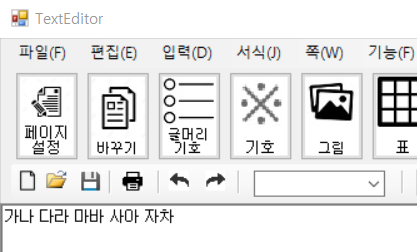 TextEditor
파일(F) 편집(E) 입력(D) 서식(J) 쪽(W) 기능(F)
페이지 설정 바꾸기 글머리 기호 기호 그림 표
가나 다라 마바 사아 자차